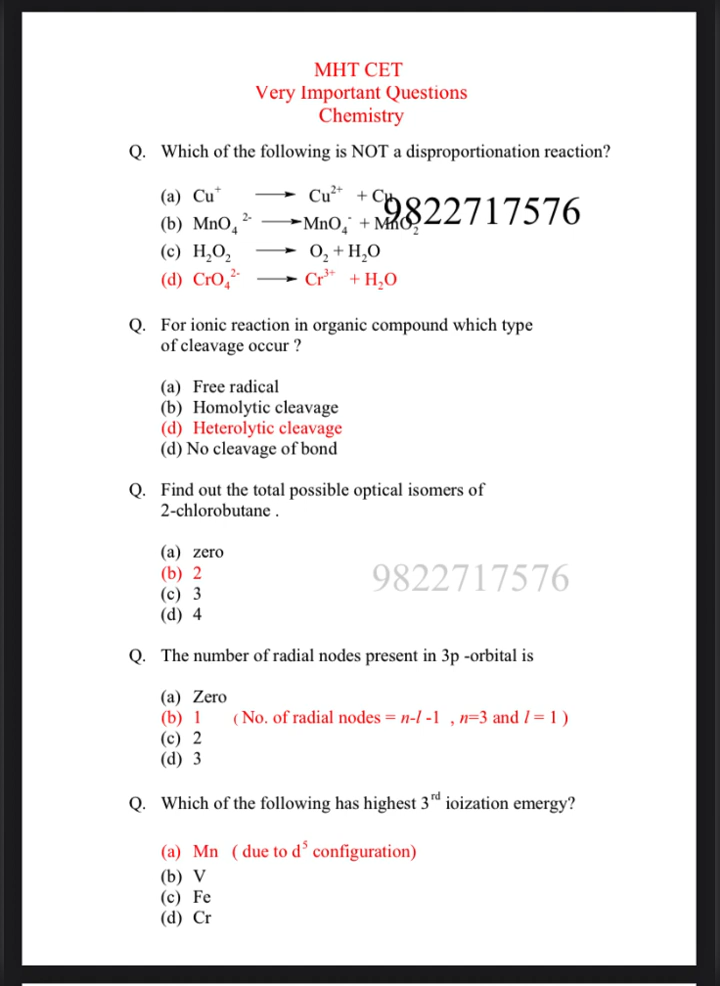 MHT CET
Very Important Questions
Chemistry
Q. Which of the following is NOT a disproportionation reaction?
(a) Cu⁺ → Cu²⁺ + Cu
9822717576
(b) MnO₄²⁻ → MnO₄⁻ + MnO₂
(c) H₂O₂ → O₂ + H₂O
(d) CrO₄²⁻ → Cr³⁺ + H₂O
Q. For ionic reaction in organic compound which type
of cleavage occur ?
(a) Free radical
(b) Homolytic cleavage
(d) Heterolytic cleavage
(d) No cleavage of bond
Q. Find out the total possible optical isomers of
2-chlorobutane .
(a) zero
(b) 2
9822717576
(c) 3
(d) 4
Q. The number of radial nodes present in 3p -orbital is
(a) Zero
(b) 1 ( No. of radial nodes = n-l -1 , n=3 and l = 1 )
(c) 2
(d) 3
Q. Which of the following has highest 3ʳᵈ ioization emergy?
(a) Mn ( due to d⁵ configuration)
(b) V
(c) Fe
(d) Cr